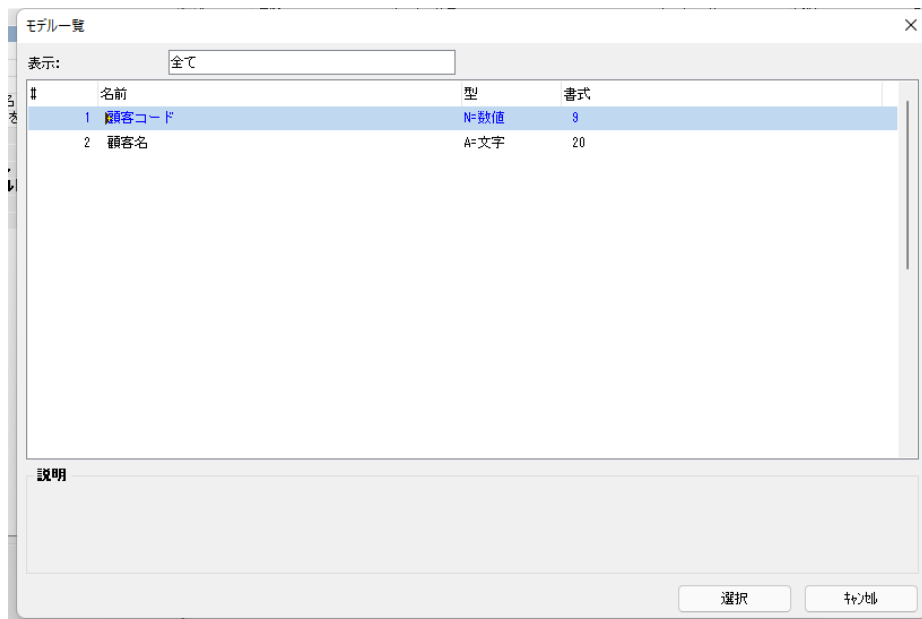 モデル一覧
表示: 全て
# 名前 型 書式
1 顧客コード N=数値 9
2 顧客名 A=文字 20
説明
選択 ｷｬﾝｾﾙ